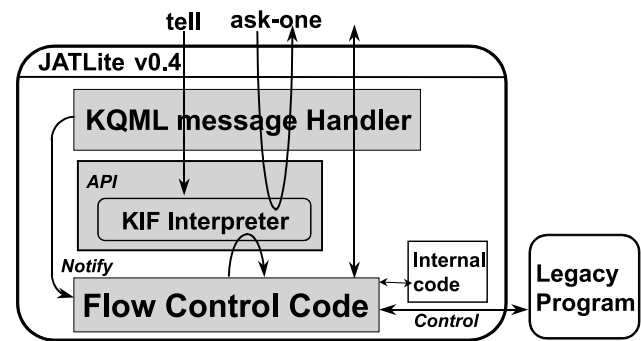 tell ask-one
JATLite v0.4
KQML message Handler
API
KIF Interpreter
Notify
Internal
code
Flow Control Code
Control
Legacy
Program